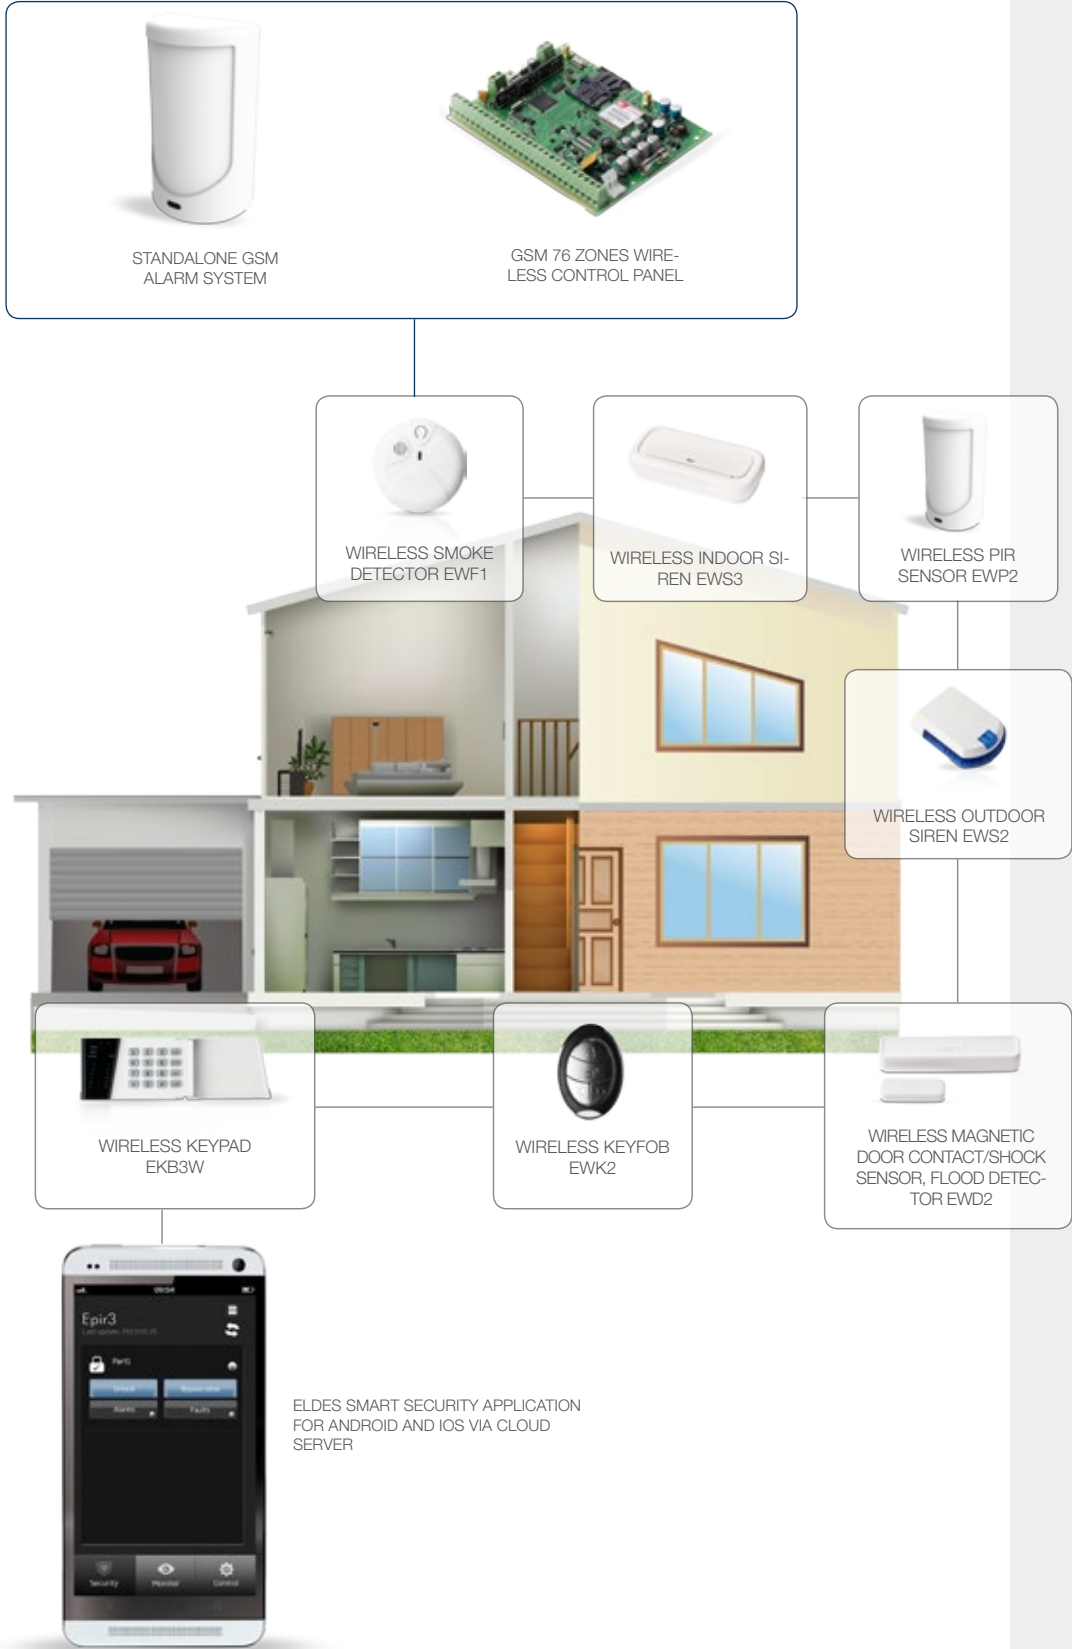 STANDALONE GSM
ALARM SYSTEM
GSM 76 ZONES WIRE-
LESS CONTROL PANEL
WIRELESS SMOKE
DETECTOR EWF1
WIRELESS INDOOR SI-
REN EWS3
WIRELESS PIR
SENSOR EWP2
WIRELESS OUTDOOR
SIREN EWS2
WIRELESS KEYPAD
EKB3W
WIRELESS KEYFOB
EWK2
WIRELESS MAGNETIC
DOOR CONTACT/SHOCK
SENSOR, FLOOD DETEC-
TOR EWD2
Epir3
Part1
Alarms
Faults
Security
Monitor
Control
ELDES SMART SECURITY APPLICATION
FOR ANDROID AND IOS VIA CLOUD
SERVER